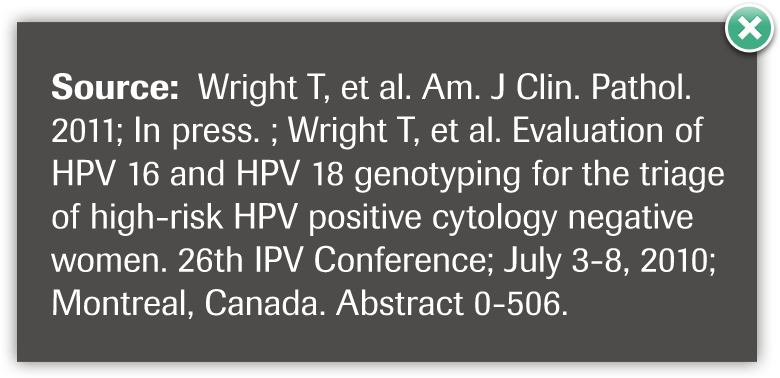 Source: Wright T, et al. Am. J Clin. Pathol.
2011; In press. ; Wright T, et al. Evaluation of
HPV 16 and HPV 18 genotyping for the triage
of high-risk HPV positive cytology negative
women. 26th IPV Conference; July 3-8, 2010;
Montreal, Canada. Abstract 0-506.